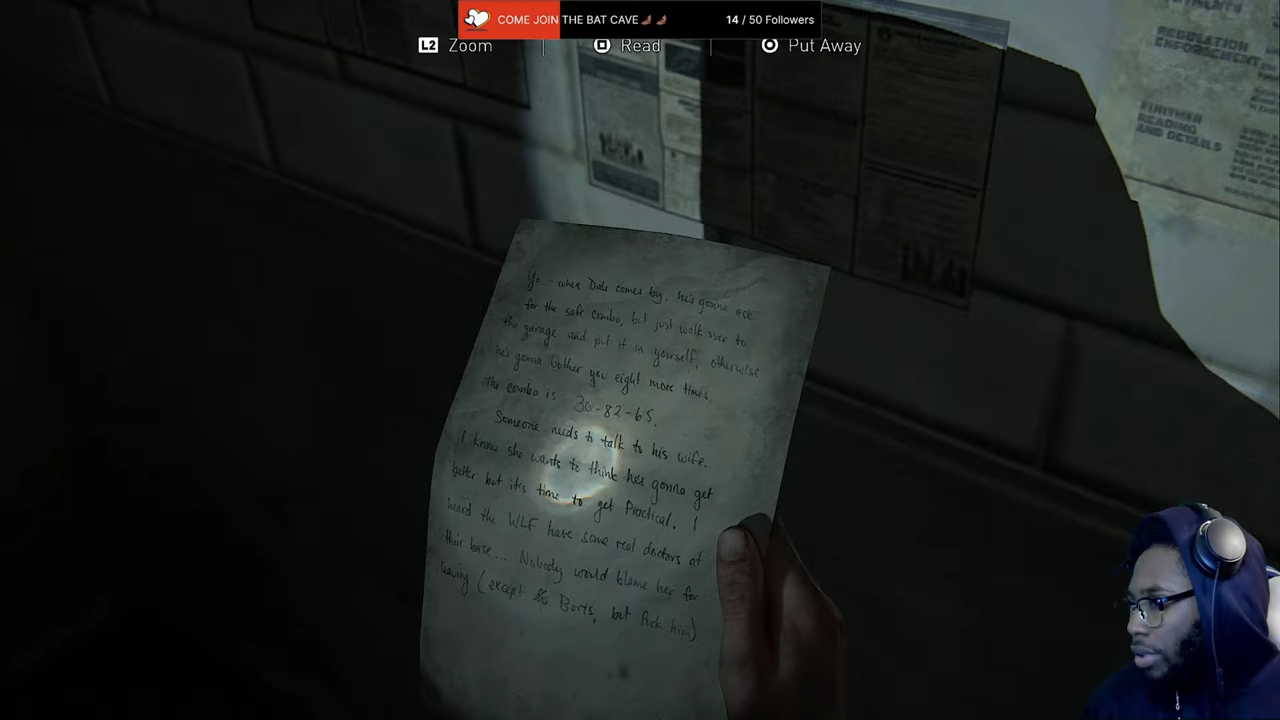 COME JOIN THE BAT CAVE 14 / 50 Followers
L2 Zoom Read Put Away
REGULATION
ENFORCEMENT
FURTHER
READING
AND DETAILS
Yo when Dale comes by, he's gonna ask
for the safe combo, but just walk over to
the garage and put it in yourself, otherwise
he's gonna bother you eight more times.
The combo is: 30-82-65.
Someone needs to talk to his wife.
I know she wants to think he's gonna get
better but it's time to get Practical. I
heard the WLF have some real doctors at
their base... Nobody would blame her for
leaving (except Boris, but fuck him)